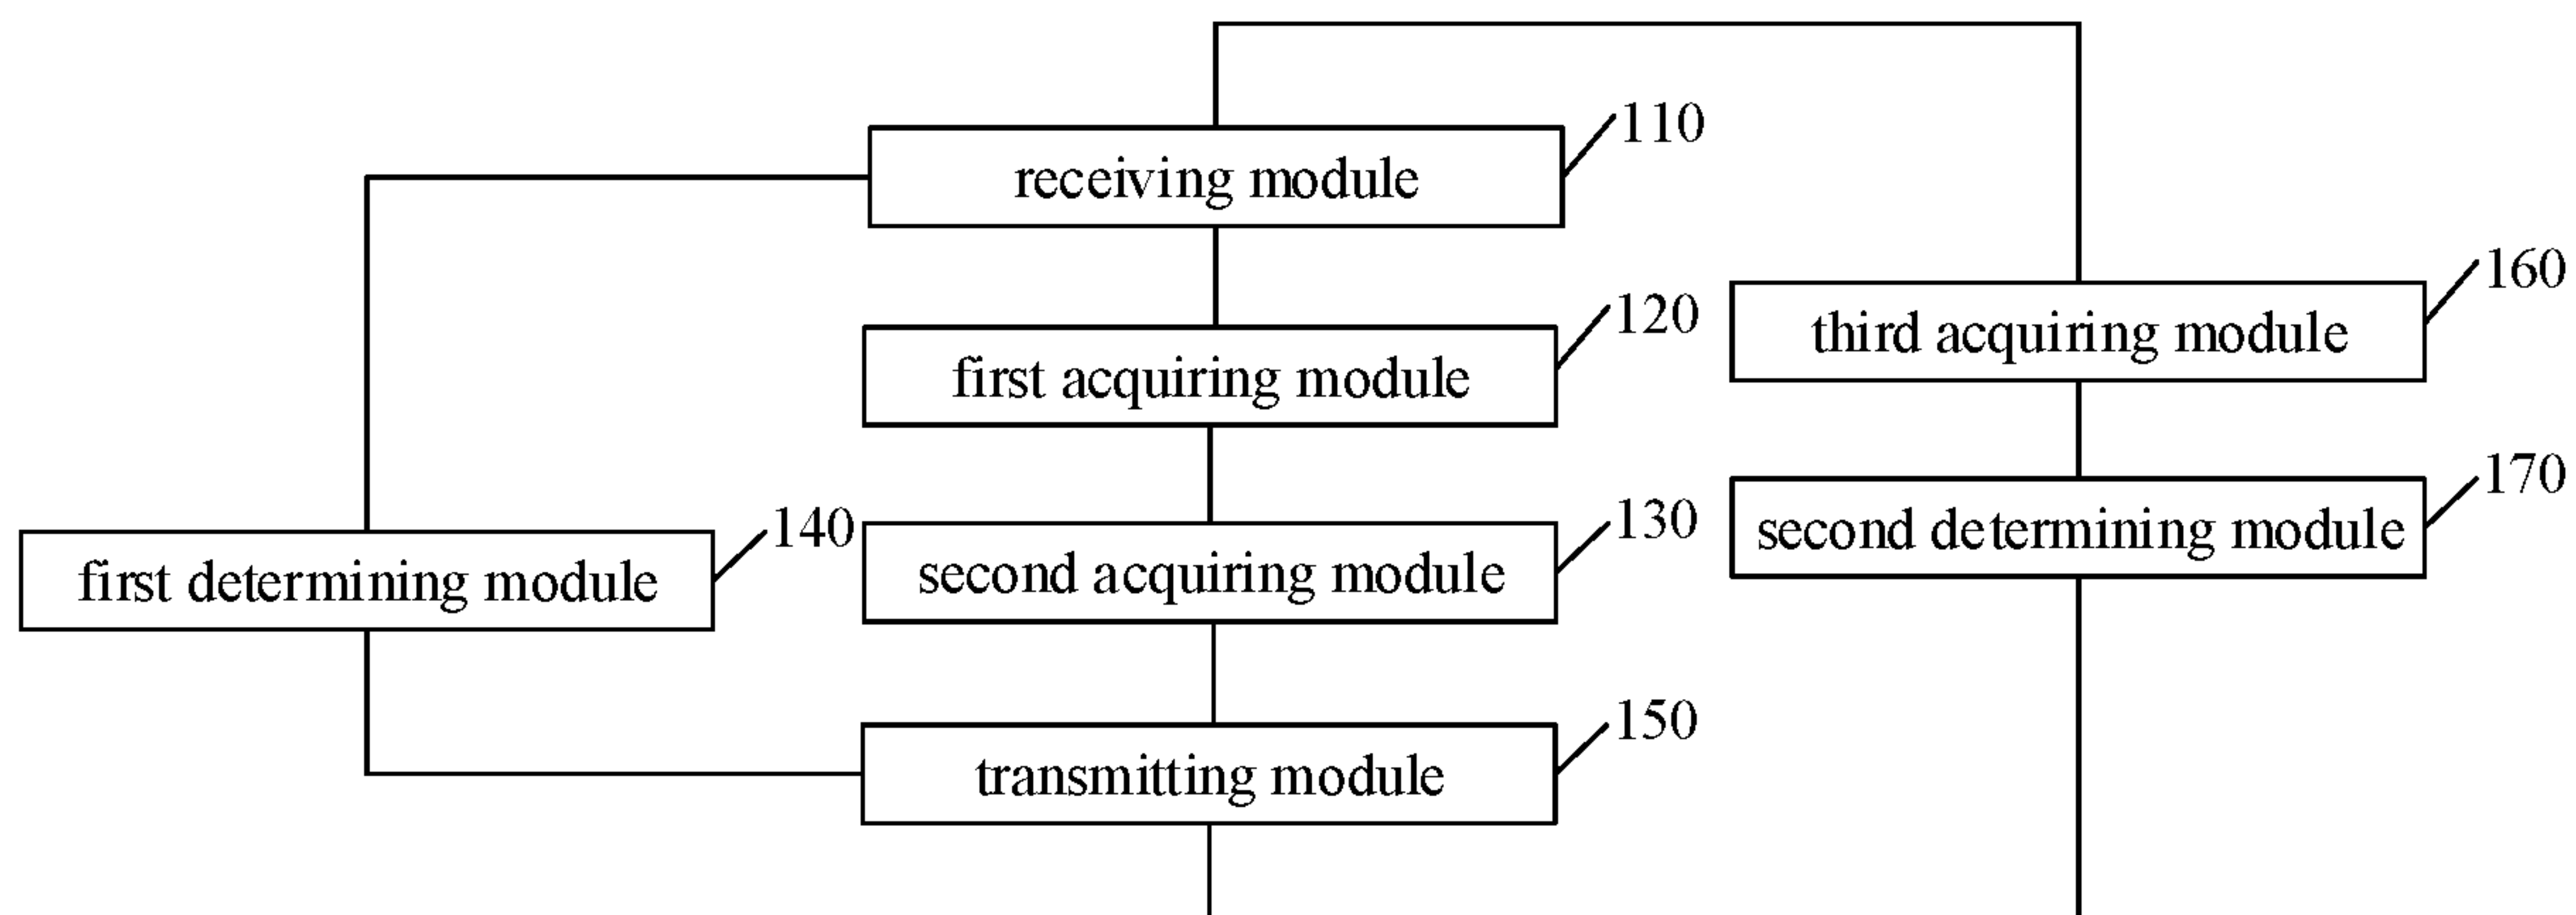 110
receiving module
160
120
third acquiring module
first acquiring module
170
130
140
second determining module
second acquiring module
first determining module
150
transmitting module